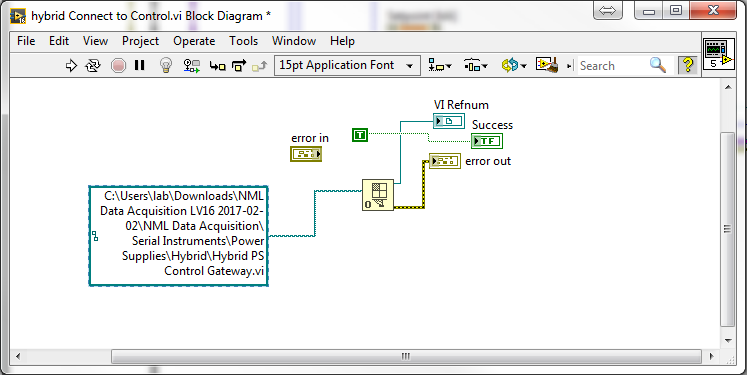 hybrid Connect to Control.vi Block Diagram *
File Edit View Project Operate Tools Window Help
15pt Application Font
Search
?
5
VI Refnum
Success
T
TF
error in
error out
0
C:\Users\lab\Downloads\NML
Data Acquisition LV16 2017-02-
02\NML Data Acquisition\
Serial Instruments\Power
Supplies\Hybrid\Hybrid PS
Control Gateway.vi